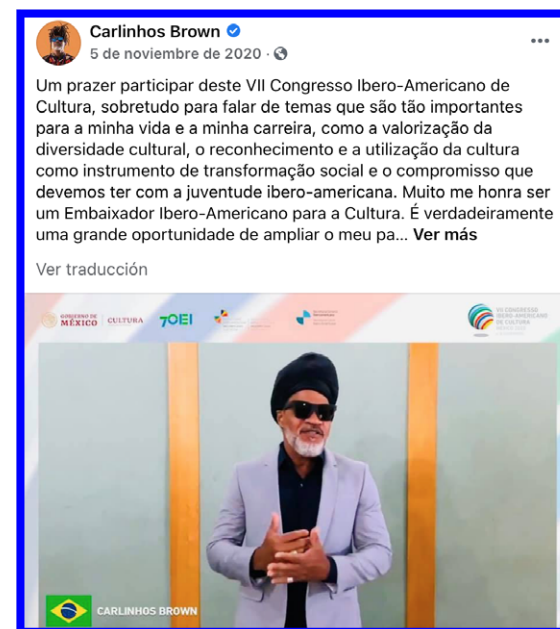 Carlinhos Brown
5 de noviembre de 2020 ·
Um prazer participar deste VII Congresso Ibero-Americano de
Cultura, sobretudo para falar de temas que são tão importantes
para a minha vida e a minha carreira, como a valorização da
diversidade cultural, o reconhecimento e a utilização da cultura
como instrumento de transformação social e o compromisso que
devemos ter com a juventude ibero-americana. Muito me honra ser
um Embaixador Ibero-Americano para a Cultura. É verdadeiramente
uma grande oportunidade de ampliar o meu pa... Ver más
Ver traducción
GOBIERNO DE
MÉXICO
CULTURA
OEI
VII CONGRESSO
IBERO-AMERICANO
DE CULTURA
CARLINHOS BROWN